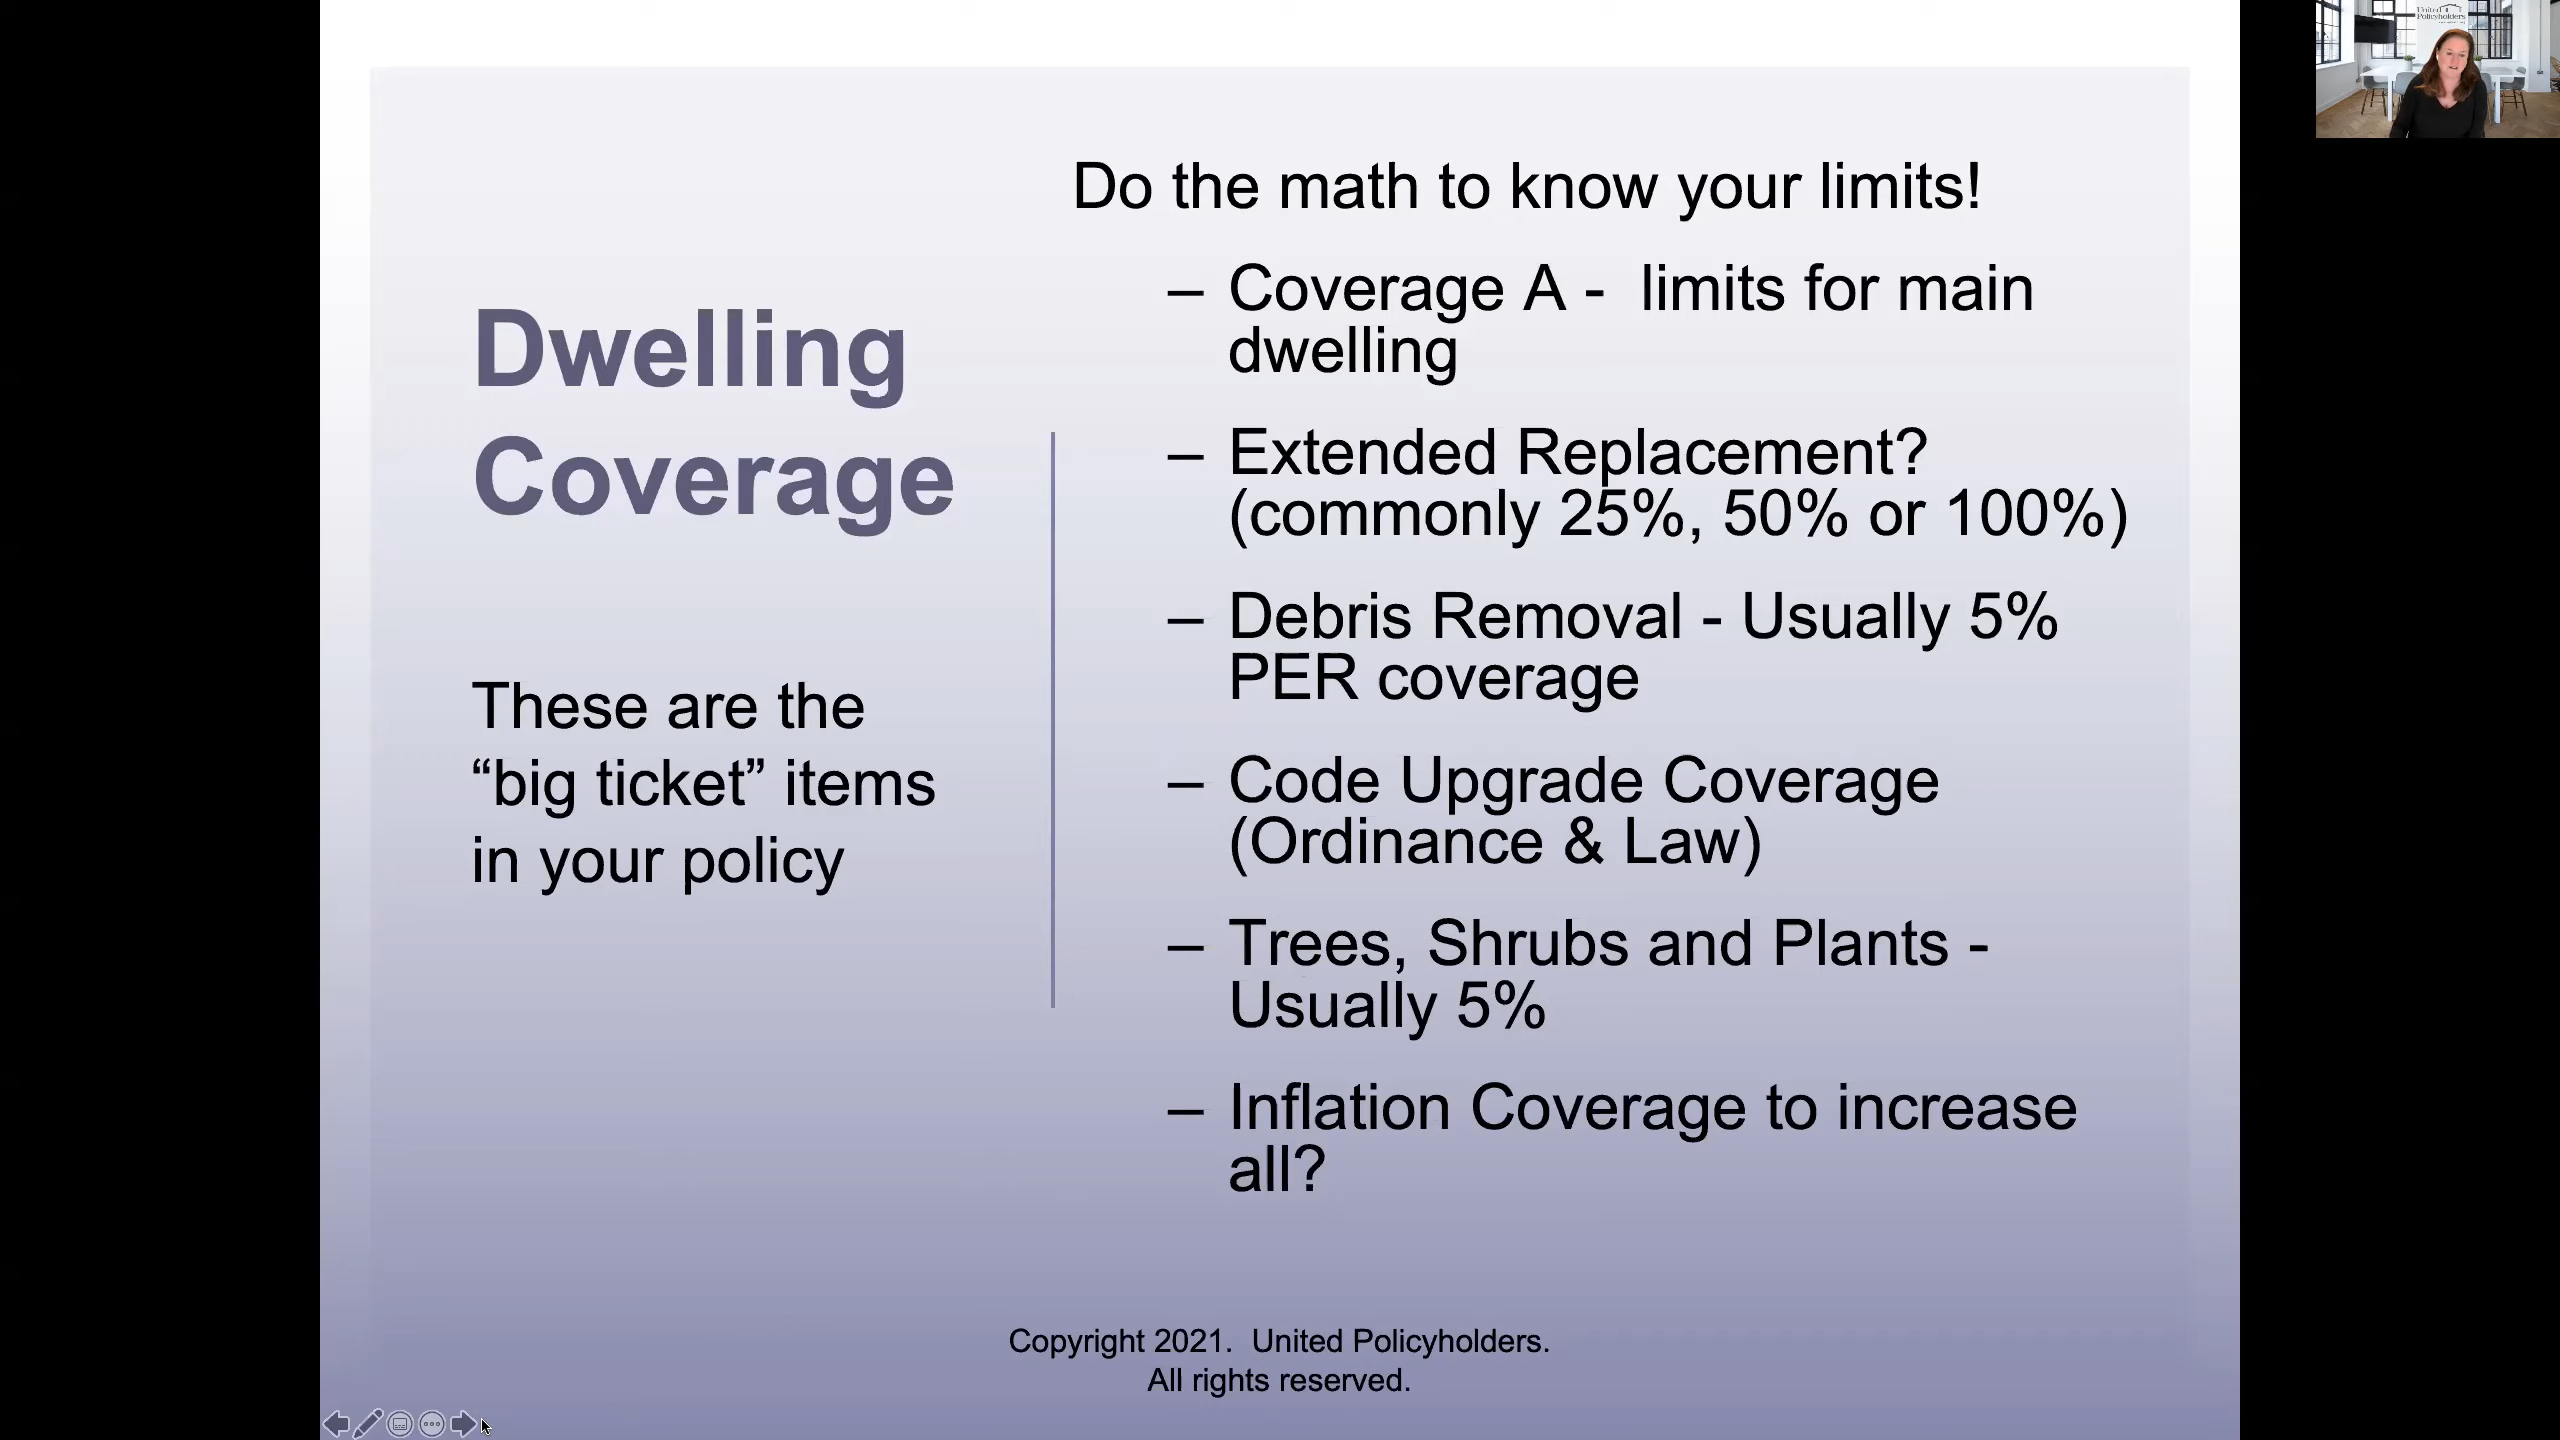 Do the math to know your limits!
Dwelling
Coverage
These are the
“big ticket” items
in your policy
– Coverage A -  limits for main
dwelling
– Extended Replacement?
(commonly 25%, 50% or 100%)
– Debris Removal - Usually 5%
PER coverage
– Code Upgrade Coverage
(Ordinance & Law)
– Trees, Shrubs and Plants -
Usually 5%
– Inflation Coverage to increase
all?
Copyright 2021.  United Policyholders.
All rights reserved.
United
Policyholders